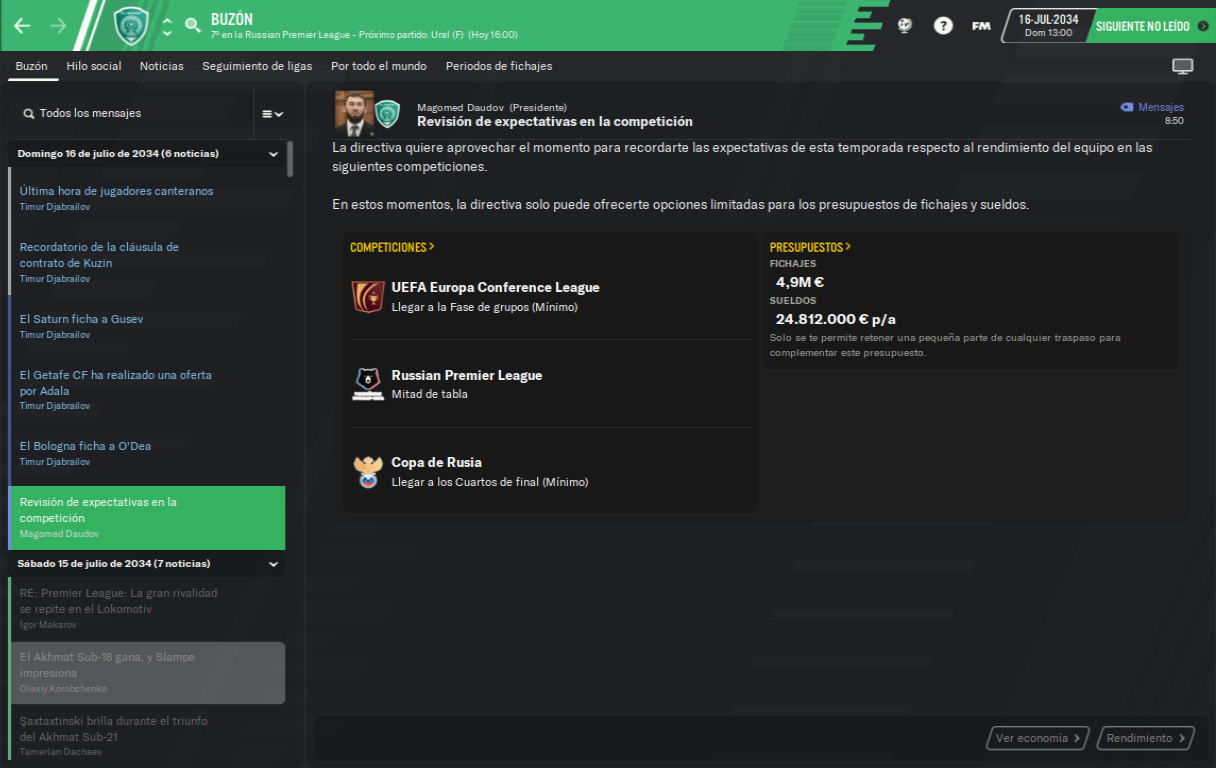 BUZÓN
7º en la Russian Premier League - Próximo partido: Ural (F) (Hoy 16:00)
?
FM
16-JUL-2034
Dom 13:00
SIGUIENTE NO LEÍDO
Buzón
Hilo social
Noticias
Seguimiento de ligas
Por todo el mundo
Periodos de fichajes
Todos los mensajes
Domingo 16 de julio de 2034 (6 noticias)
Última hora de jugadores canteranos
Timur Djabrailov
Recordatorio de la cláusula de
contrato de Kuzin
Timur Djabrailov
El Saturn ficha a Gusev
Timur Djabrailov
El Getafe CF ha realizado una oferta
por Adala
Timur Djabrailov
El Bologna ficha a O'Dea
Timur Djabrailov
Revisión de expectativas en la
competición
Magomed Daudov
Sábado 15 de julio de 2034 (7 noticias)
RE: Premier League: La gran rivalidad
se repite en el Lokomotiv
Igor Makarov
El Akhmat Sub-18 gana, y Slampe
impresiona
Olexiy Korobchenko
Şaxtaxtinski brilla durante el triunfo
del Akhmat Sub-21
Tamerlan Dachaev
Magomed Daudov (Presidente)
Revisión de expectativas en la competición
Mensajes
8:50
La directiva quiere aprovechar el momento para recordarte las expectativas de esta temporada respecto al rendimiento del equipo en las
siguientes competiciones.
En estos momentos, la directiva solo puede ofrecerte opciones limitadas para los presupuestos de fichajes y sueldos.
COMPETICIONES >
UEFA Europa Conference League
Llegar a la Fase de grupos (Mínimo)
Russian Premier League
Mitad de tabla
Copa de Rusia
Llegar a los Cuartos de final (Mínimo)
PRESUPUESTOS >
FICHAJES
4,9M €
SUELDOS
24.812.000 € p/a
Solo se te permite retener una pequeña parte de cualquier traspaso para
complementar este presupuesto.
Ver economía >
Rendimiento >